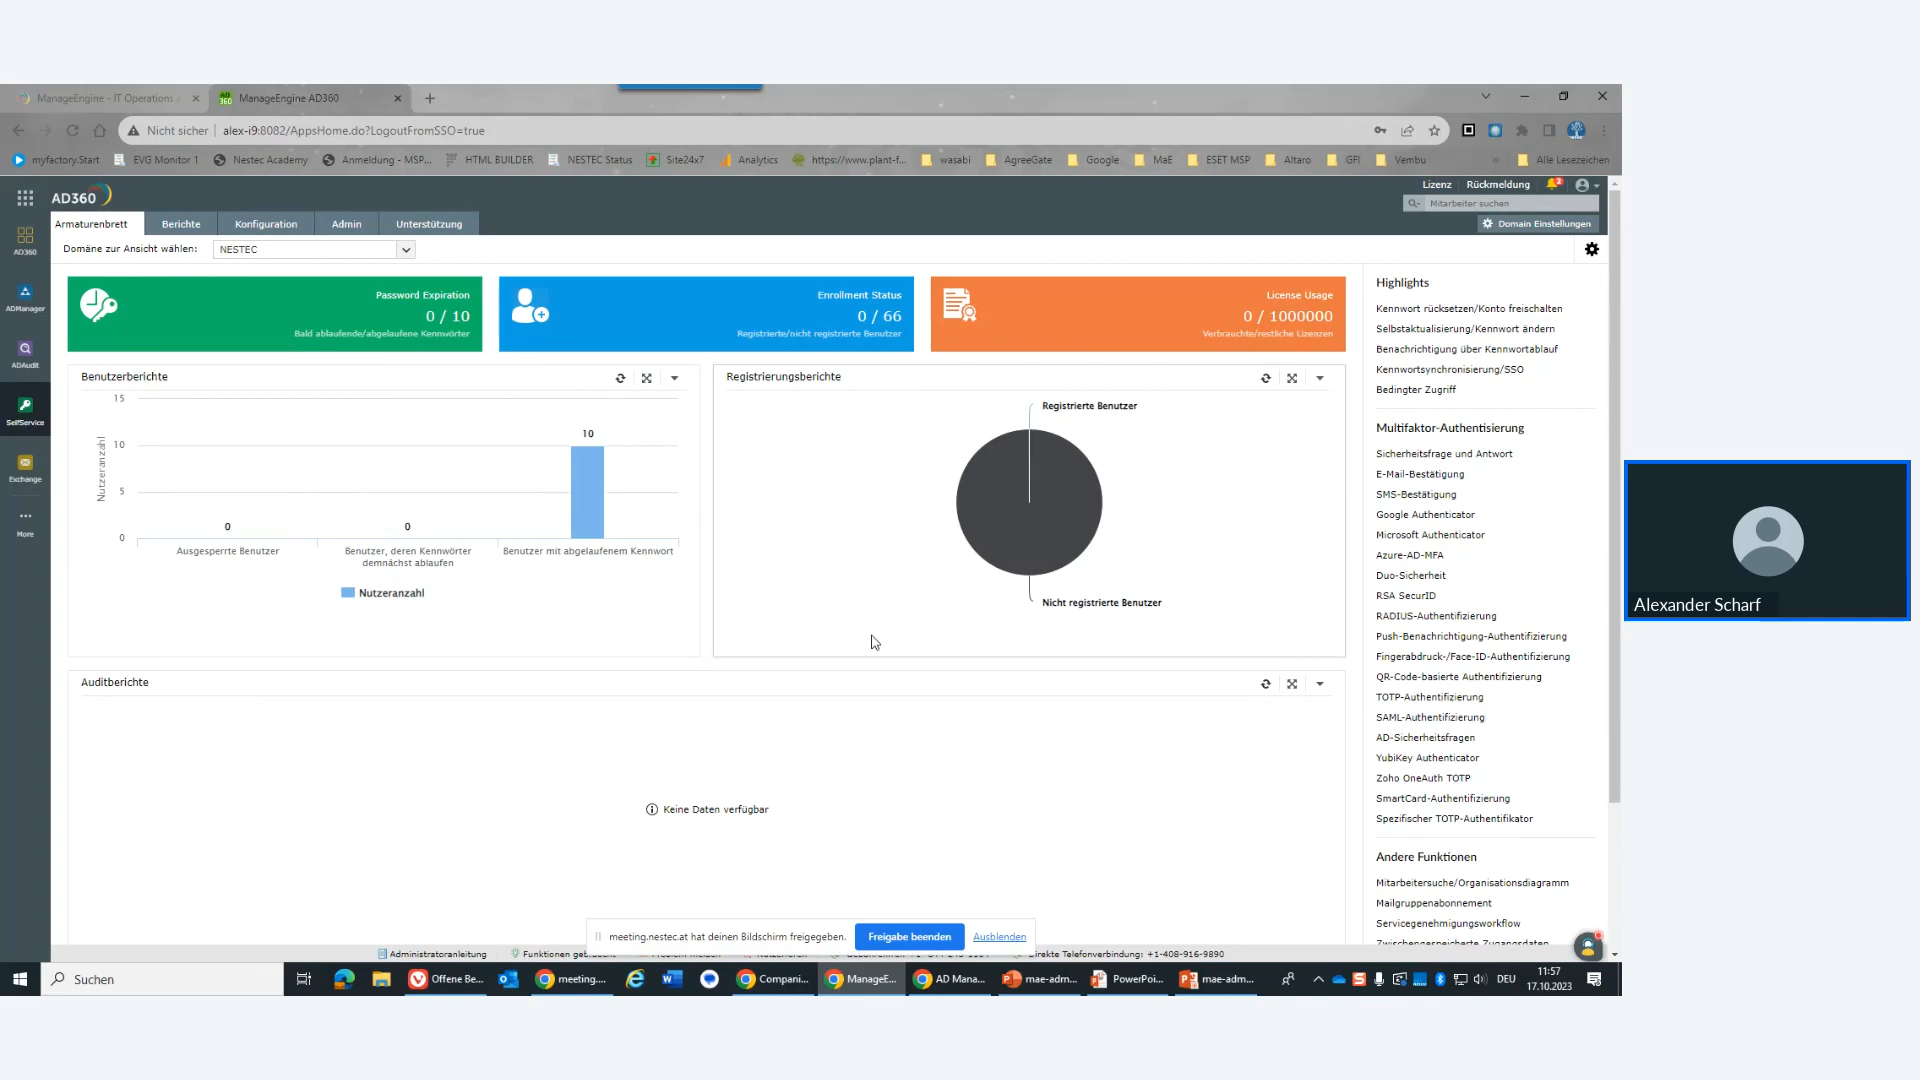 ManageEngine - IT Operations
ManageEngine AD360
Nicht sicher
alex-i9:8082/AppsHome.do?LogoutFromSSO=true
myfactory.Start
EVG Monitor 1
Nestec Academy
Anmeldung - MSP...
HTML BUILDER
NESTEC Status
Site24x7
Analytics
https://www.plant-f...
wasabi
AgreeGate
Google
MaE
ESET MSP
Altaro
GFI
Vembu
»
Alle Lesezeichen
AD360
Lizenz
Rückmeldung
2
Mitarbeiter suchen
Armaturenbrett
Berichte
Konfiguration
Admin
Unterstützung
Domain Einstellungen
Domäne zur Ansicht wählen:
NESTEC
AD360
ADManager
ADAudit
SelfService
Exchange
More
Password Expiration
0 / 10
Bald ablaufende/abgelaufene Kennwörter
Enrollment Status
0 / 66
Registrierte/nicht registrierte Benutzer
License Usage
0 / 1000000
Verbrauchte/restliche Lizenzen
Benutzerberichte
15
10
5
0
Nutzeranzahl
0
0
10
Ausgesperrte Benutzer
Benutzer, deren Kennwörter
demnächst ablaufen
Benutzer mit abgelaufenem Kennwort
Nutzeranzahl
Registrierungsberichte
Registrierte Benutzer
Nicht registrierte Benutzer
Auditberichte
Keine Daten verfügbar
Highlights
Kennwort rücksetzen/Konto freischalten
Selbstaktualisierung/Kennwort ändern
Benachrichtigung über Kennwortablauf
Kennwortsynchronisierung/SSO
Bedingter Zugriff
Multifaktor-Authentisierung
Sicherheitsfrage und Antwort
E-Mail-Bestätigung
SMS-Bestätigung
Google Authenticator
Microsoft Authenticator
Azure-AD-MFA
Duo-Sicherheit
RSA SecurID
RADIUS-Authentifizierung
Push-Benachrichtigung-Authentifizierung
Fingerabdruck-/Face-ID-Authentifizierung
QR-Code-basierte Authentifizierung
TOTP-Authentifizierung
SAML-Authentifizierung
AD-Sicherheitsfragen
YubiKey Authenticator
Zoho OneAuth TOTP
SmartCard-Authentifizierung
Spezifischer TOTP-Authentifikator
Andere Funktionen
Mitarbeitersuche/Organisationsdiagramm
Mailgruppenabonnement
Servicegenehmigungsworkflow
Zwischengespeicherte Zugangsdaten
meeting.nestec.at hat deinen Bildschirm freigegeben.
Freigabe beenden
Ausblenden
Administratoranleitung
Funktionen
Direkte Telefonverbindung: +1-408-916-9890
Suchen
Offene Be...
meeting....
Compani...
ManageE...
AD Mana...
mae-adm...
PowerPoi...
mae-adm...
DEU
11:57
17.10.2023
Alexander Scharf